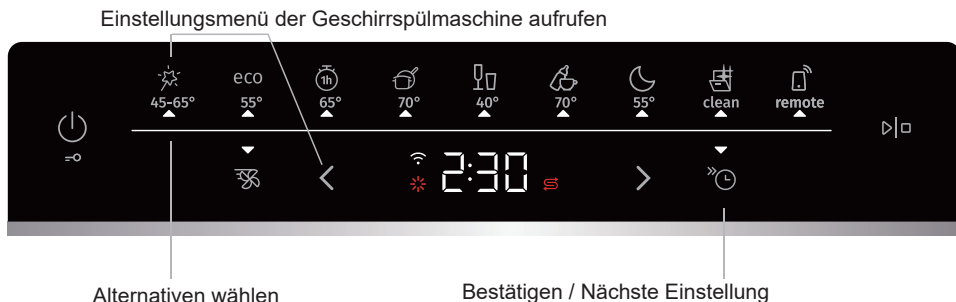 Einstellungsmenü der Geschirrspülmaschine aufrufen
eco 1h
45-65° 55° 65° 70° 40° 70° 55° clean remote
2:30
Alternativen wählen Bestätigen / Nächste Einstellung